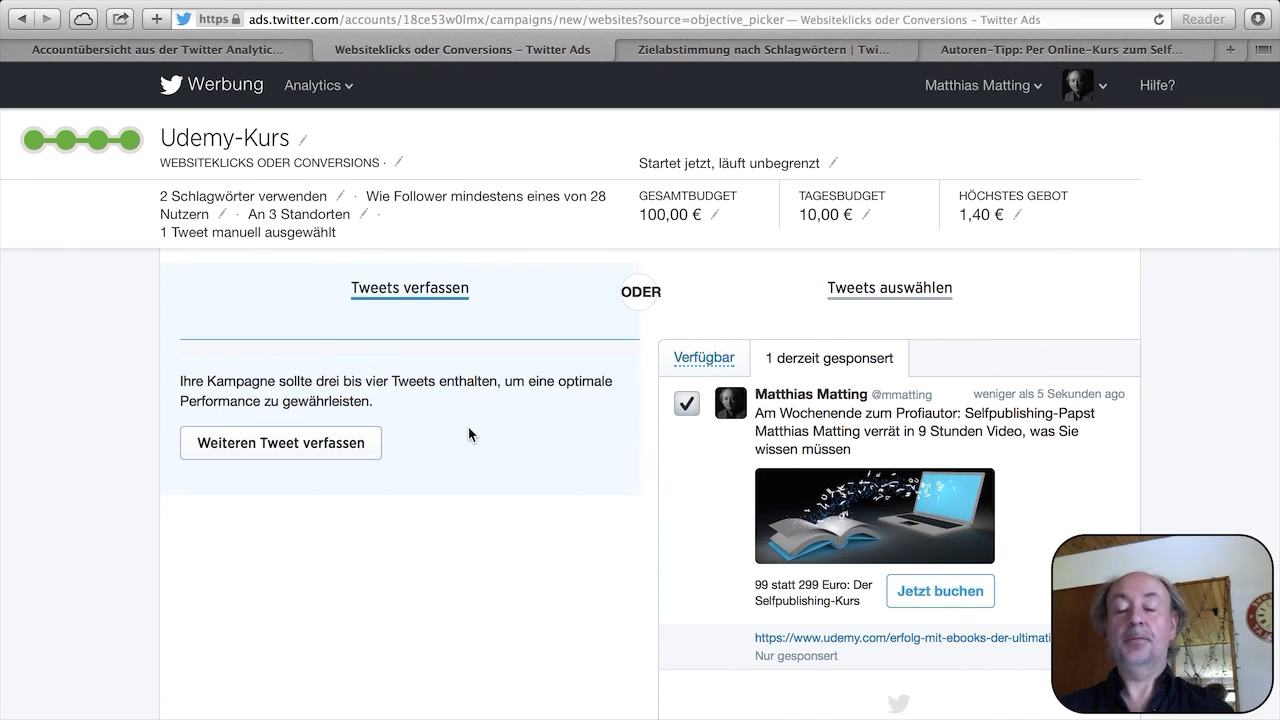 https ads.twitter.com/accounts/18ce53w0lmx/campaigns/new/websites?source=objective_picker — Websiteklicks oder Conversions – Twitter Ads Reader
Accountübersicht aus der Twitter Analytic... Websiteklicks oder Conversions – Twitter Ads Zielabstimmung nach Schlagwörtern | Twi... Autoren-Tipp: Per Online-Kurs zum Self...
Werbung Analytics Matthias Matting Hilfe?
Udemy-Kurs
WEBSITEKLICKS ODER CONVERSIONS · Startet jetzt, läuft unbegrenzt
2 Schlagwörter verwenden · Wie Follower mindestens eines von 28
Nutzern · An 3 Standorten ·
1 Tweet manuell ausgewählt
GESAMTBUDGET TAGESBUDGET HÖCHSTES GEBOT
100,00 € 10,00 € 1,40 €
Tweets verfassen ODER Tweets auswählen
Ihre Kampagne sollte drei bis vier Tweets enthalten, um eine optimale
Performance zu gewährleisten.
Weiteren Tweet verfassen
Verfügbar 1 derzeit gesponsert
Matthias Matting @mmatting weniger als 5 Sekunden ago
Am Wochenende zum Profiautor: Selfpublishing-Papst
Matthias Matting verrät in 9 Stunden Video, was Sie
wissen müssen
99 statt 299 Euro: Der
Selfpublishing-Kurs
Jetzt buchen
https://www.udemy.com/erfolg-mit-ebooks-der-ultimati
Nur gesponsert